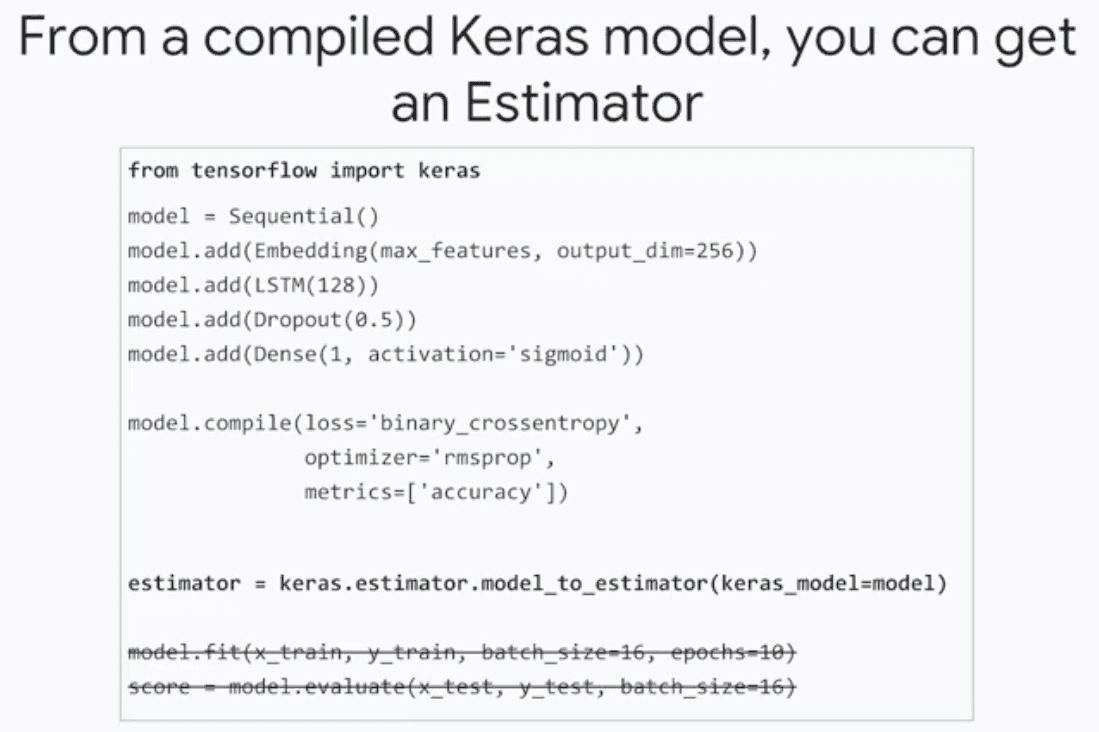 From a compiled Keras model, you can get
an Estimator
from tensorflow import keras
model = Sequential()
model.add(Embedding(max_features, output_dim=256))
model.add(LSTM(128))
model.add(Dropout(0.5))
model.add(Dense(1, activation='sigmoid'))
model.compile(loss='binary_crossentropy',
optimizer='rmsprop',
metrics=['accuracy'])
estimator = keras.estimator.model_to_estimator(keras_model=model)
model.fit(x_train, y_train, batch_size=16, epochs=10)
score = model.evaluate(x_test, y_test, batch_size=16)